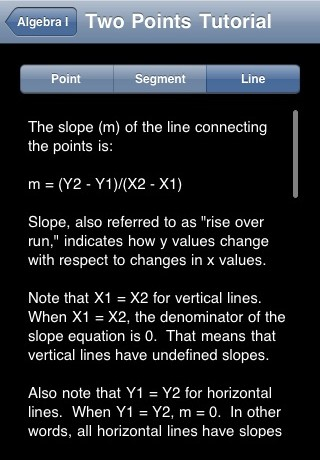 Algebra I
Two Points Tutorial
Point
Segment
Line
The slope (m) of the line connecting
the points is:
m = (Y2 - Y1)/(X2 - X1)
Slope, also referred to as "rise over
run," indicates how y values change
with respect to changes in x values.
Note that X1 = X2 for vertical lines.
When X1 = X2, the denominator of the
slope equation is 0.  That means that
vertical lines have undefined slopes.
Also note that Y1 = Y2 for horizontal
lines.  When Y1 = Y2, m = 0.  In other
words, all horizontal lines have slopes